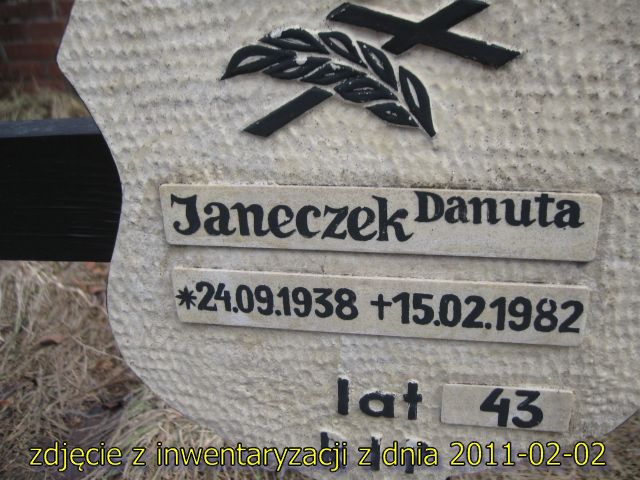 Janeczek Danuta
*24.09.1938 +15.02.1982
lat 43
zdjęcie z inwentaryzacji z dnia 2011-02-02